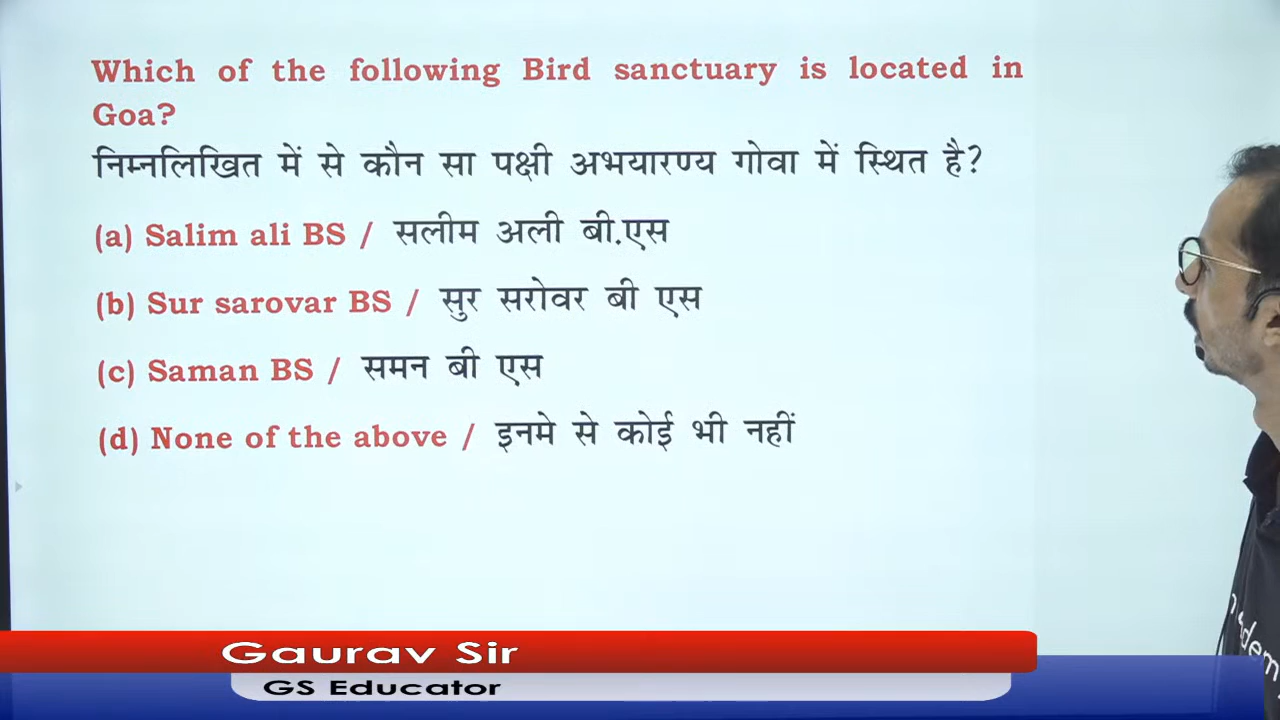 Which of the following Bird sanctuary is located in
Goa?
निम्नलिखित में से कौन सा पक्षी अभयारण्य गोवा में स्थित है?
(a) Salim ali BS / सलीम अली बी.एस
(b) Sur sarovar BS / सुर सरोवर बी एस
(c) Saman BS / समन बी एस
(d) None of the above / इनमे से कोई भी नहीं
Gaurav Sir
GS Educator